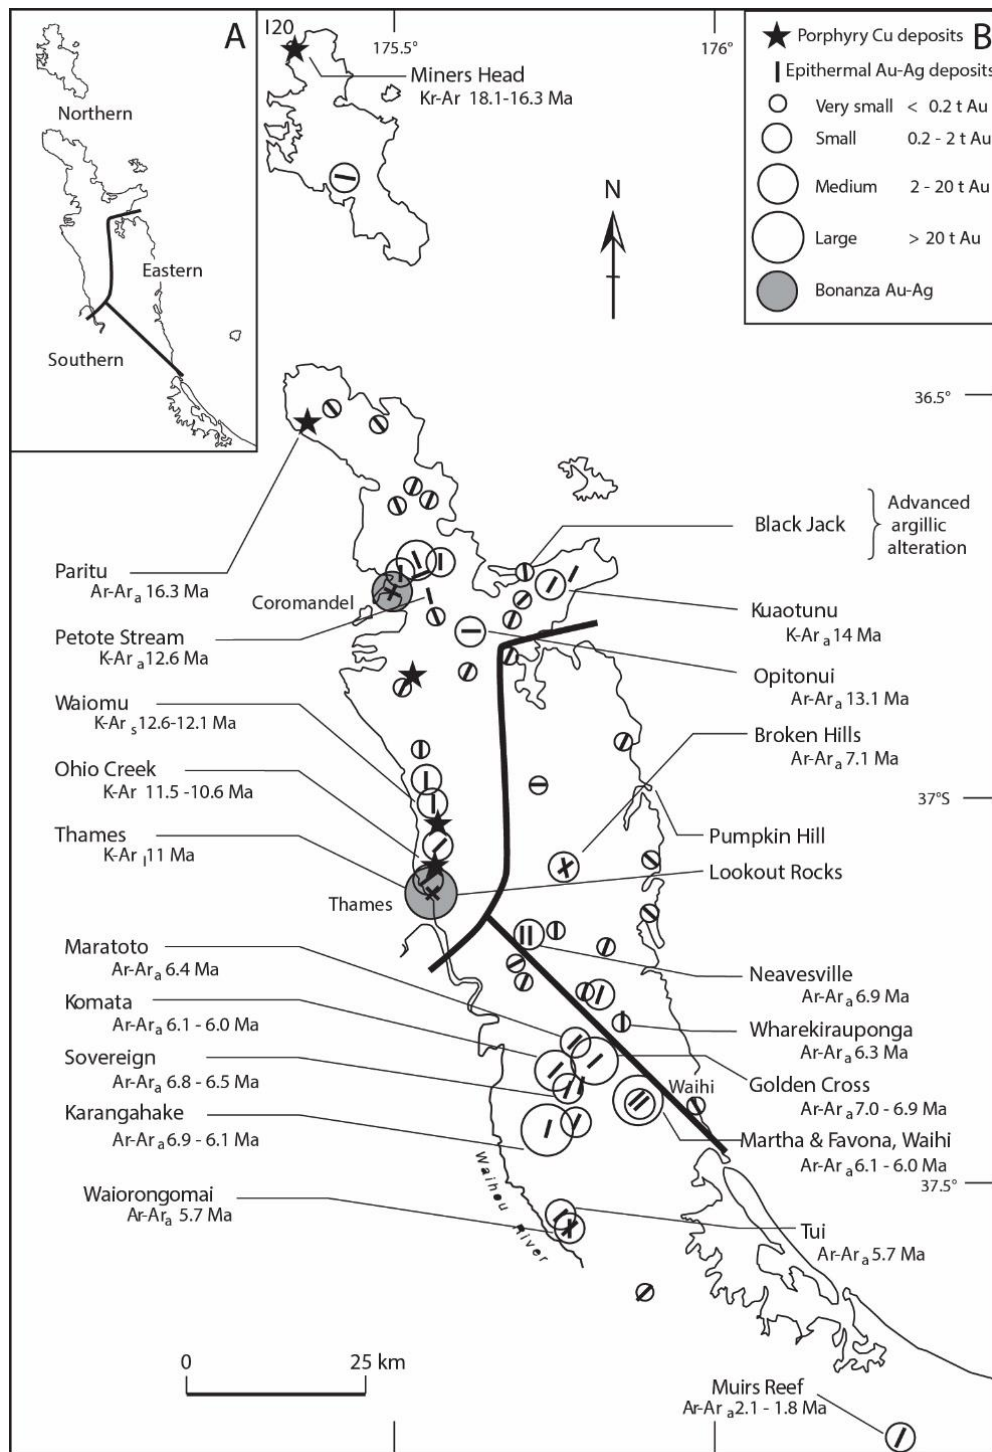 A
Northern
Eastern
Southern
I20
175.5°
176°
B
Porphyry Cu deposits
Epithermal Au-Ag deposits
Very small < 0.2 t Au
Small 0.2 - 2 t Au
Medium 2 - 20 t Au
Large > 20 t Au
Bonanza Au-Ag
Miners Head
Kr-Ar 18.1-16.3 Ma
N
36.5°
Black Jack
Advanced
argillic
alteration
Paritu
Ar-Ar a 16.3 Ma
Coromandel
Kuaotunu
K-Ar a 14 Ma
Petote Stream
K-Ar a 12.6 Ma
Opitonui
Ar-Ar a 13.1 Ma
Waiomu
K-Ar s 12.6-12.1 Ma
Broken Hills
Ar-Ar a 7.1 Ma
Ohio Creek
K-Ar 11.5 -10.6 Ma
37°S
Thames
K-Ar I 11 Ma
Pumpkin Hill
Lookout Rocks
Thames
Maratoto
Ar-Ar a 6.4 Ma
Neavesville
Ar-Ar a 6.9 Ma
Komata
Ar-Ar a 6.1 - 6.0 Ma
Wharekirauponga
Ar-Ar a 6.3 Ma
Sovereign
Ar-Ar a 6.8 - 6.5 Ma
Waihi
Golden Cross
Ar-Ar a 7.0 - 6.9 Ma
Karangahake
Ar-Ar a 6.9 - 6.1 Ma
Martha & Favona, Waihi
Ar-Ar a 6.1 - 6.0 Ma
37.5°
Waihou River
Waiorongomai
Ar-Ar a 5.7 Ma
Tui
Ar-Ar a 5.7 Ma
0 25 km
Muirs Reef
Ar-Ar a 2.1 - 1.8 Ma